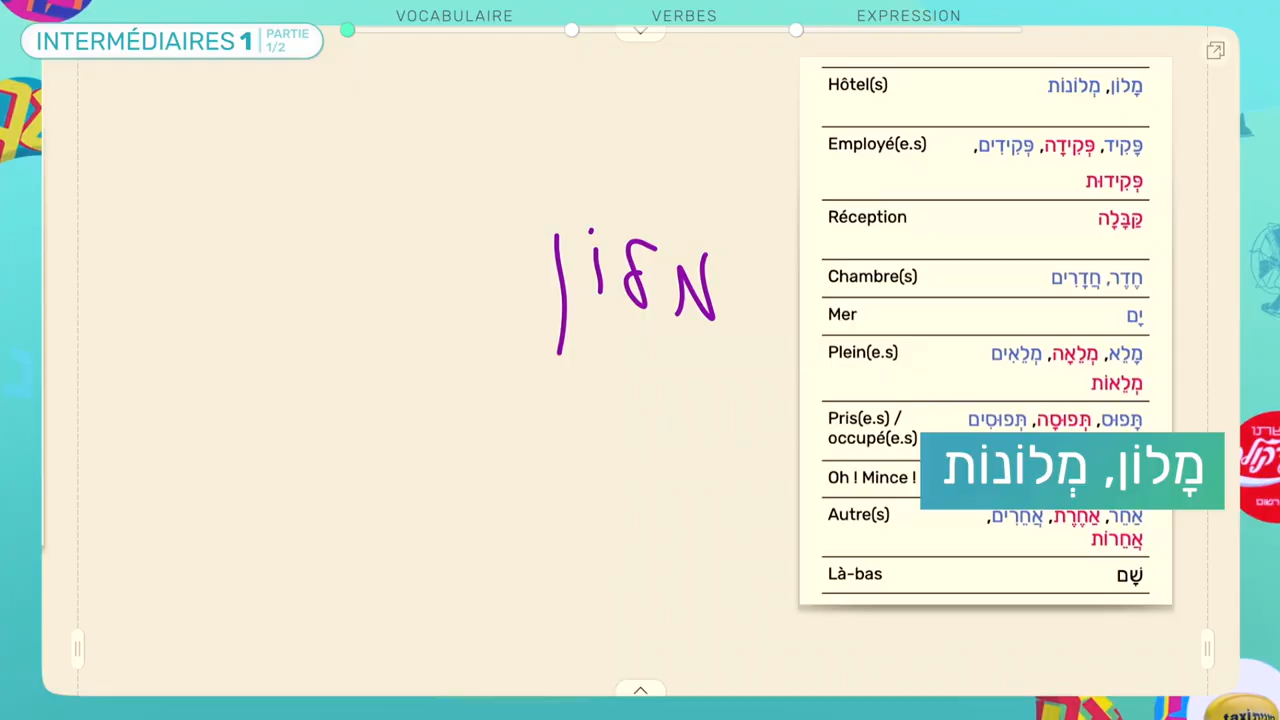 VOCABULAIRE VERBES EXPRESSION
INTERMÉDIAIRES 1 PARTIE 1/2
מלון
Hôtel(s) מָלוֹן, מְלוֹנוֹת
Employé(e.s) פָּקִיד, פְּקִידָה, פְּקִידִים,
פְּקִידוֹת
Réception קַבָּלָה
Chambre(s) חֶדֶר, חֲדָרִים
Mer יָם
Plein(e.s) מָלֵא, מְלֵאָה, מְלֵאִים
מְלֵאוֹת
Pris(e.s) / תָּפוּס, תְּפוּסָה, תְּפוּסִים
occupé(e.s)
Oh ! Mince !
מָלוֹן, מְלוֹנוֹת
Autre(s) אַחֵר, אַחֶרֶת, אֲחֵרִים,
אֲחֵרוֹת
Là-bas שָׁם
taxi